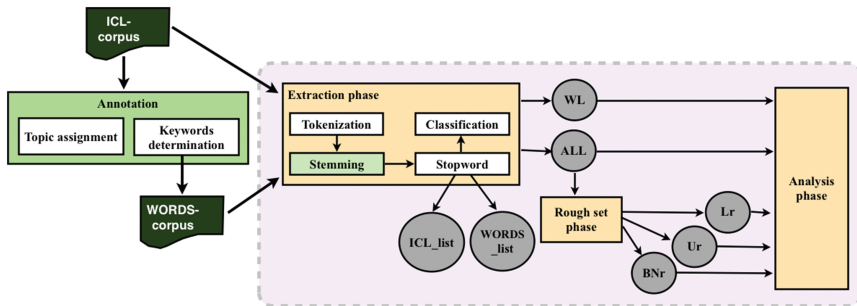 ICL-
corpus
Annotation
Topic assignment
Keywords
determination
WORDS-
corpus
Extraction phase
Tokenization
Classification
Stemming
Stopword
ICL_list
WORDS
_list
WL
ALL
Rough set
phase
Lr
Ur
BNr
Analysis
phase